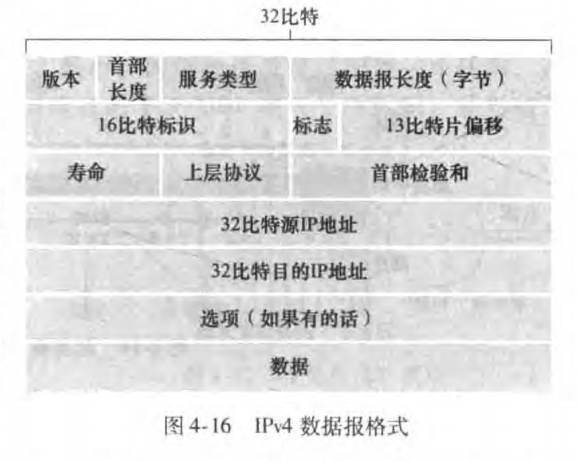 32比特
版本 首部长度 服务类型 数据报长度（字节）
16比特标识 标志 13比特片偏移
寿命 上层协议 首部检验和
32比特源IP地址
32比特目的IP地址
选项（如果有的话）
数据
图 4-16 IPv4 数据报格式